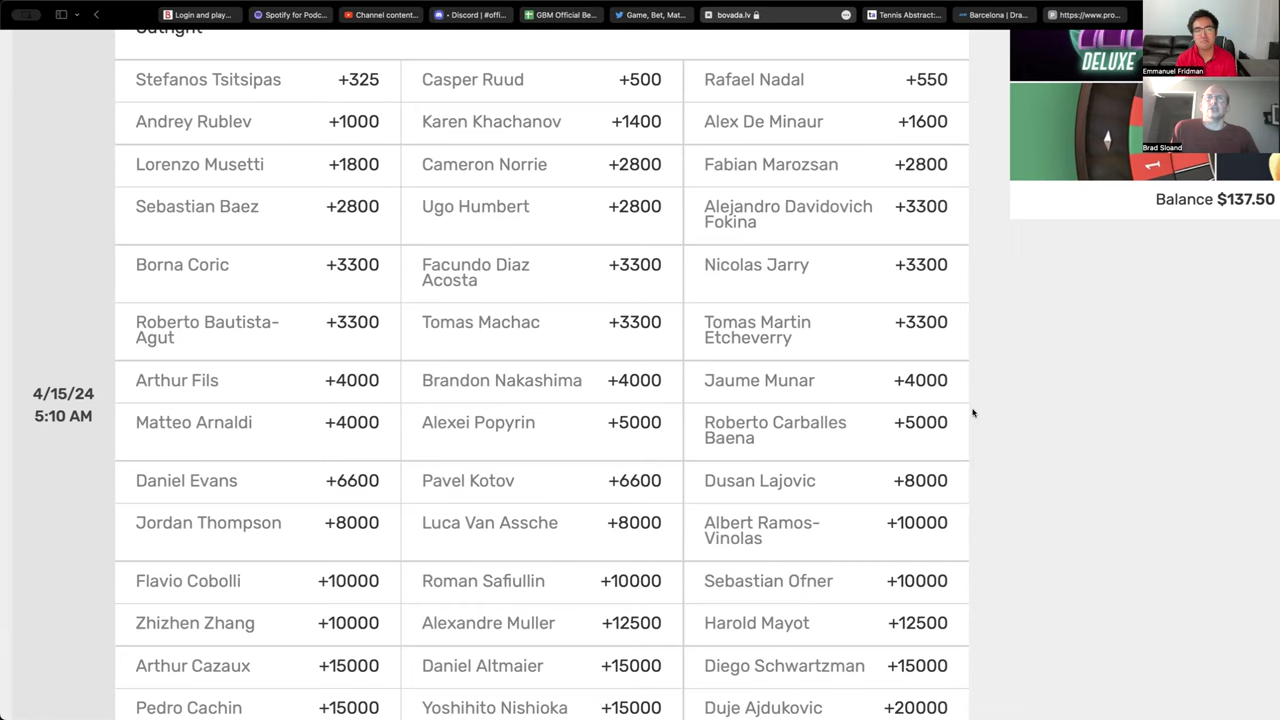 Login and play...
Spotify for Podc...
Channel content...
Discord | #offi...
GBM Official Be...
Game, Bet, Mat...
bovada.lv
Tennis Abstract:...
Barcelona | Dra...
https://www.pro...
Outright
DELUXE
Emmanuel Fridman
Brad Sloand
1
Balance $137.50
4/15/24
5:10 AM
Stefanos Tsitsipas +325
Casper Ruud +500
Rafael Nadal +550
Andrey Rublev +1000
Karen Khachanov +1400
Alex De Minaur +1600
Lorenzo Musetti +1800
Cameron Norrie +2800
Fabian Marozsan +2800
Sebastian Baez +2800
Ugo Humbert +2800
Alejandro Davidovich +3300
Fokina
Borna Coric +3300
Facundo Diaz +3300
Acosta
Nicolas Jarry +3300
Roberto Bautista- +3300
Agut
Tomas Machac +3300
Tomas Martin +3300
Etcheverry
Arthur Fils +4000
Brandon Nakashima +4000
Jaume Munar +4000
Matteo Arnaldi +4000
Alexei Popyrin +5000
Roberto Carballes +5000
Baena
Daniel Evans +6600
Pavel Kotov +6600
Dusan Lajovic +8000
Jordan Thompson +8000
Luca Van Assche +8000
Albert Ramos- +10000
Vinolas
Flavio Cobolli +10000
Roman Safiullin +10000
Sebastian Ofner +10000
Zhizhen Zhang +10000
Alexandre Muller +12500
Harold Mayot +12500
Arthur Cazaux +15000
Daniel Altmaier +15000
Diego Schwartzman +15000
Pedro Cachin +15000
Yoshihito Nishioka +15000
Duje Ajdukovic +20000